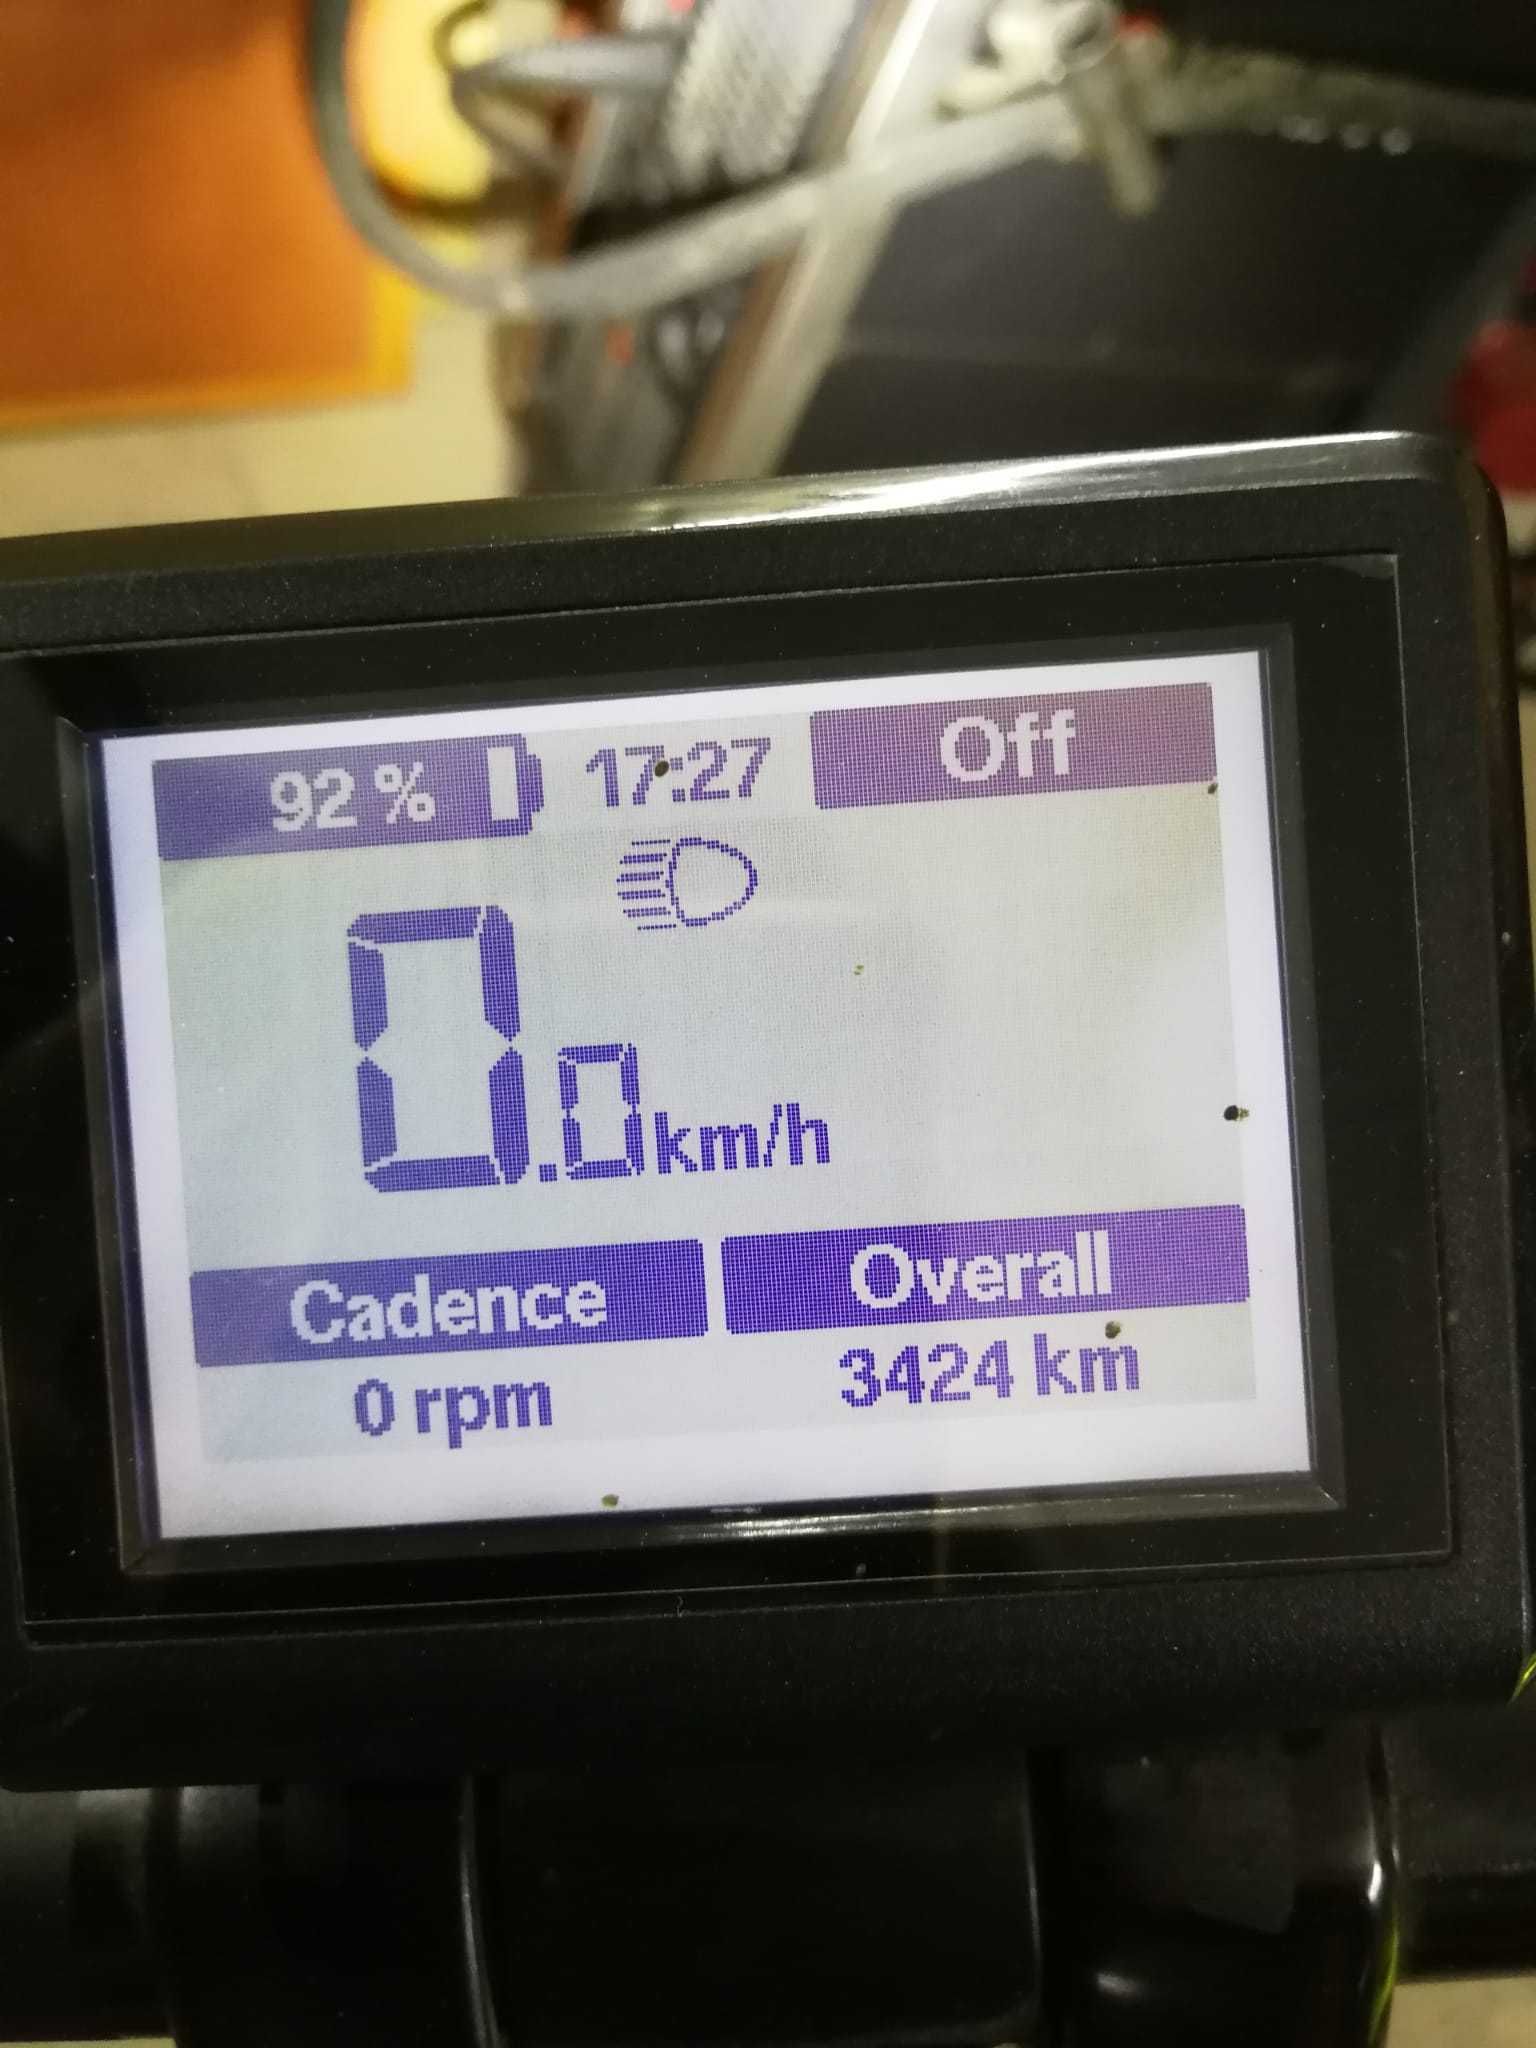 92 % 17:27 Off
0.0 km/h
Cadence Overall
0 rpm 3424 km